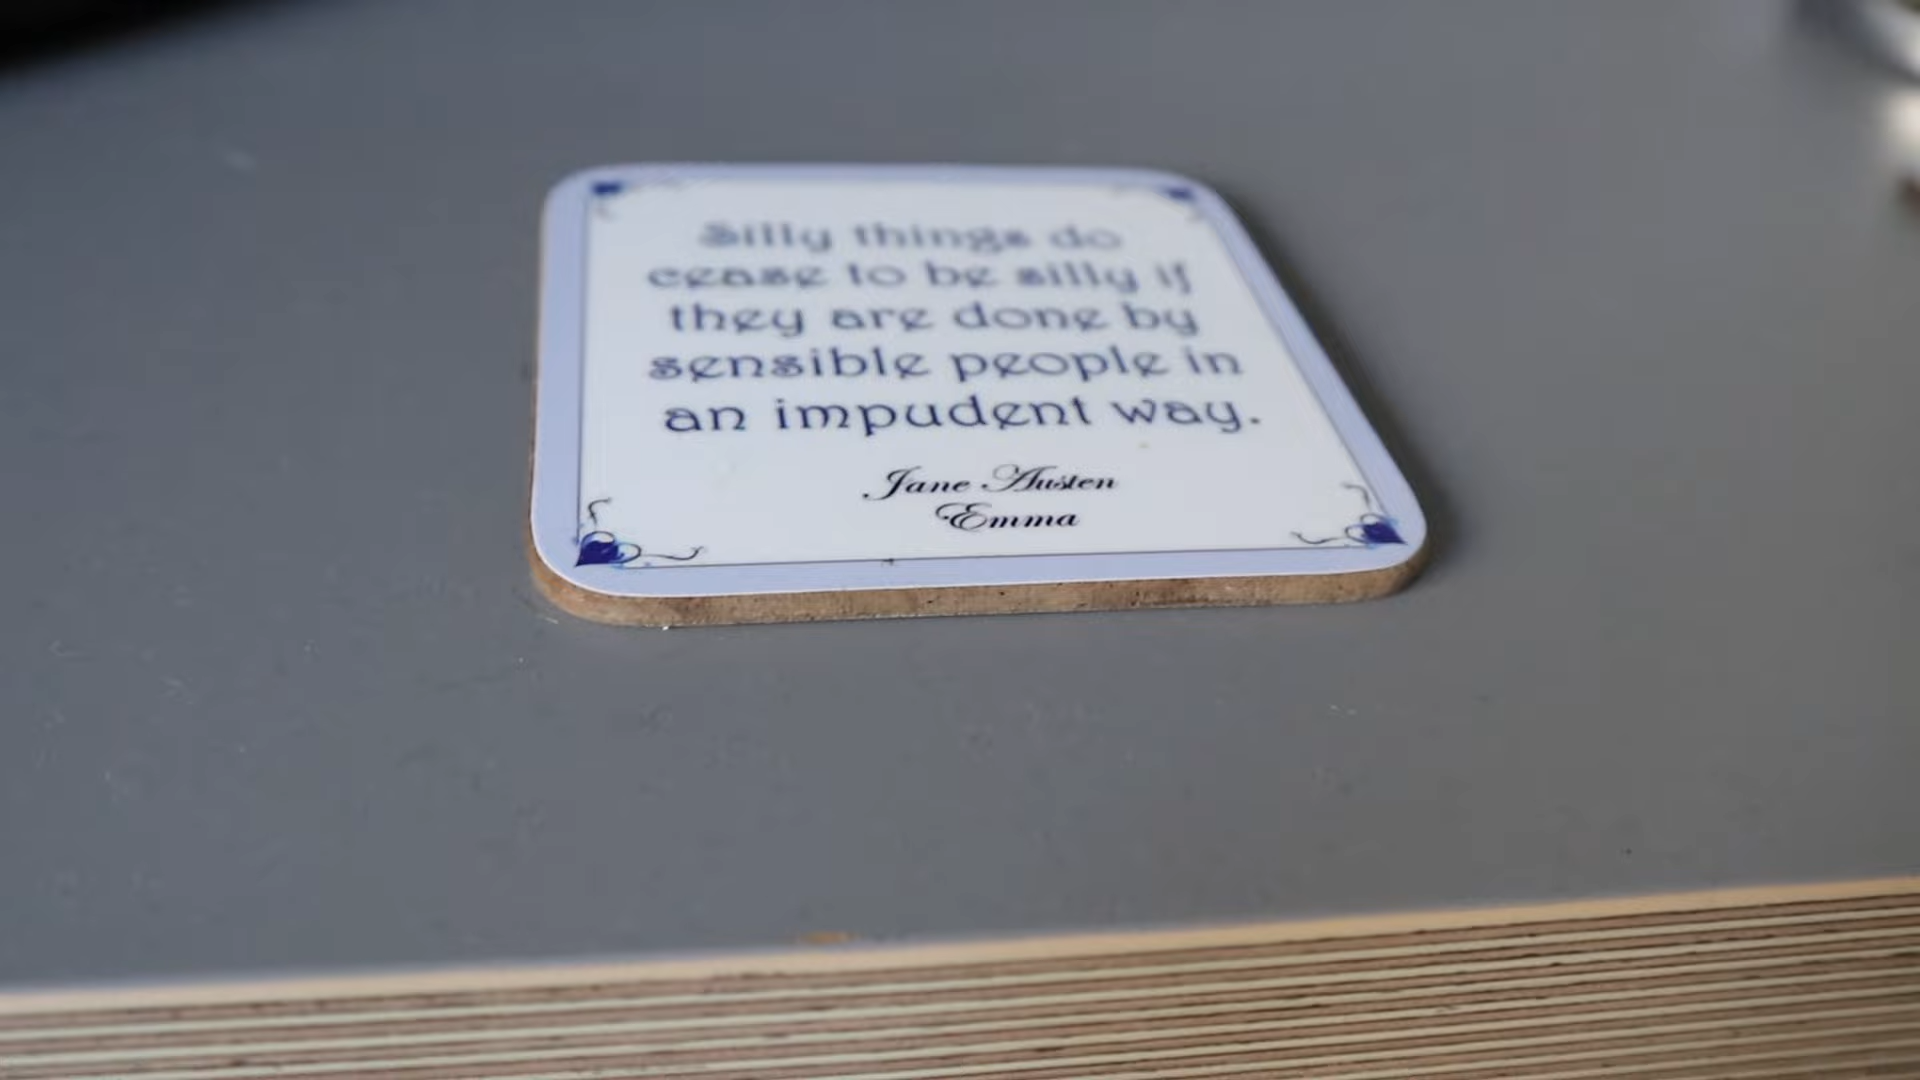 Silly things do
cease to be silly if
they are done by
sensible people in
an impudent way.
Jane Austen
Emma